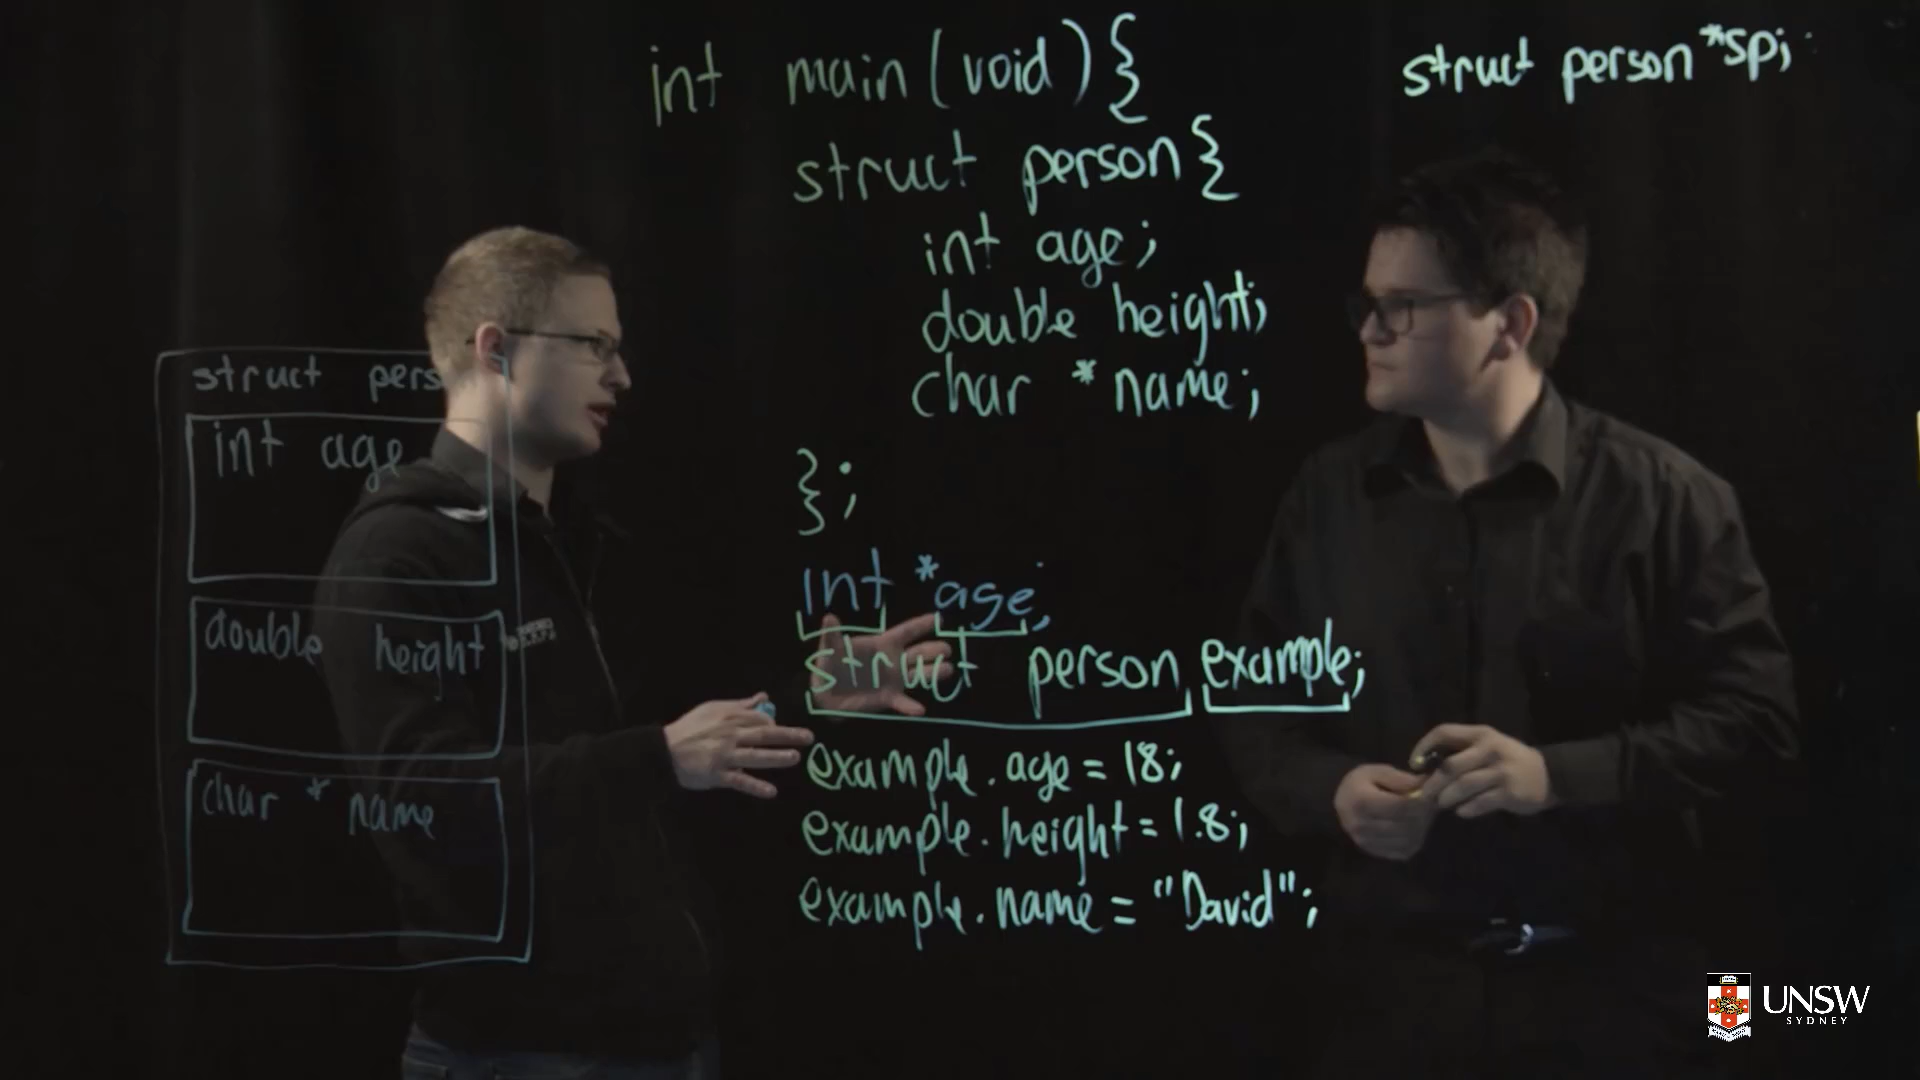 int main (void) {
struct person {
int age;
double height;
char * name;
};
int *age;
struct person example;
example.age = 18;
example.height = 1.8;
example.name = "David";
struct person *sp;
struct pers
int age
double height
char * name
UNSW
SYDNEY